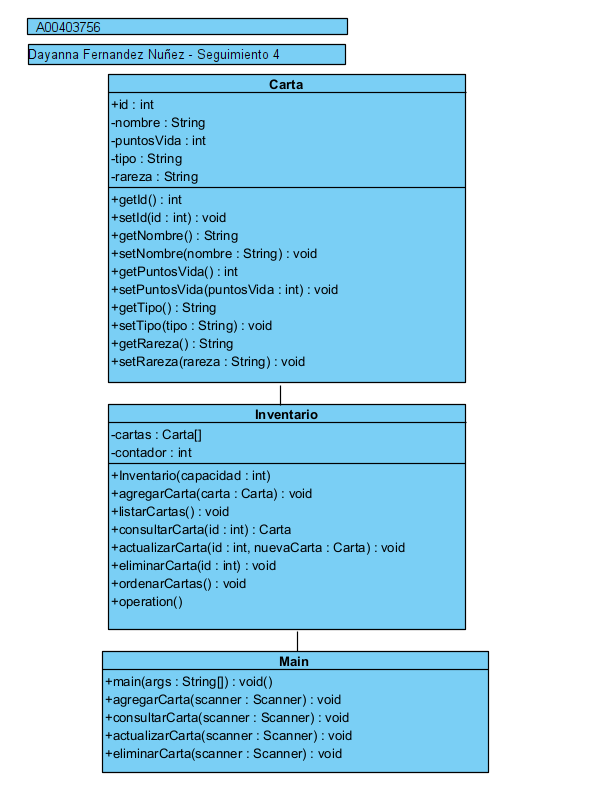 A00403756
Dayanna Fernandez Nuñez - Seguimiento 4
Carta
+id : int
-nombre : String
-puntosVida : int
-tipo : String
-rareza : String
+getId() : int
+setId(id : int) : void
+getNombre() : String
+setNombre(nombre : String) : void
+getPuntosVida() : int
+setPuntosVida(puntosVida : int) : void
+getTipo() : String
+setTipo(tipo : String) : void
+getRareza() : String
+setRareza(rareza : String) : void
Inventario
-cartas : Carta[]
-contador : int
+Inventario(capacidad : int)
+agregarCarta(carta : Carta) : void
+listarCartas() : void
+consultarCarta(id : int) : Carta
+actualizarCarta(id : int, nuevaCarta : Carta) : void
+eliminarCarta(id : int) : void
+ordenarCartas() : void
+operation()
Main
+main(args : String[]) : void()
+agregarCarta(scanner : Scanner) : void
+consultarCarta(scanner : Scanner) : void
+actualizarCarta(scanner : Scanner) : void
+eliminarCarta(scanner : Scanner) : void